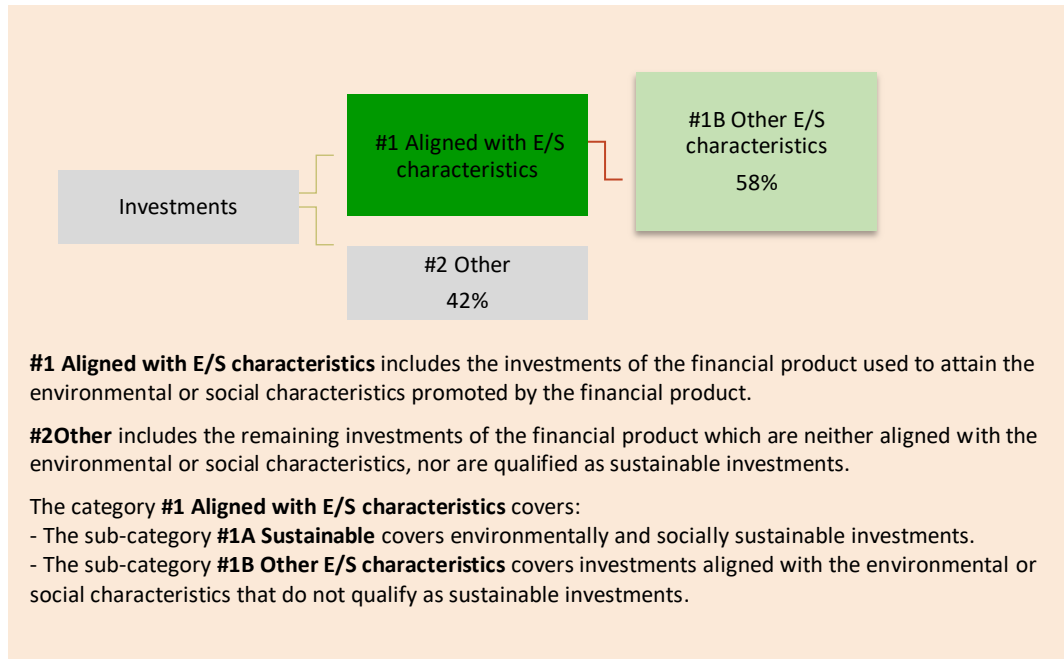 #1 Aligned with E/S
characteristics
#1B Other E/S
characteristics
58%
Investments
#2 Other
42%
#1 Aligned with E/S characteristics includes the investments of the financial product used to attain the
environmental or social characteristics promoted by the financial product.
#2Other includes the remaining investments of the financial product which are neither aligned with the
environmental or social characteristics, nor are qualified as sustainable investments.
The category #1 Aligned with E/S characteristics covers:
- The sub-category #1A Sustainable covers environmentally and socially sustainable investments.
- The sub-category #1B Other E/S characteristics covers investments aligned with the environmental or
social characteristics that do not qualify as sustainable investments.